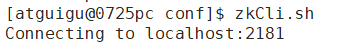 [atguigu@0725pc conf]$ zkCli.sh
Connecting to localhost:2181